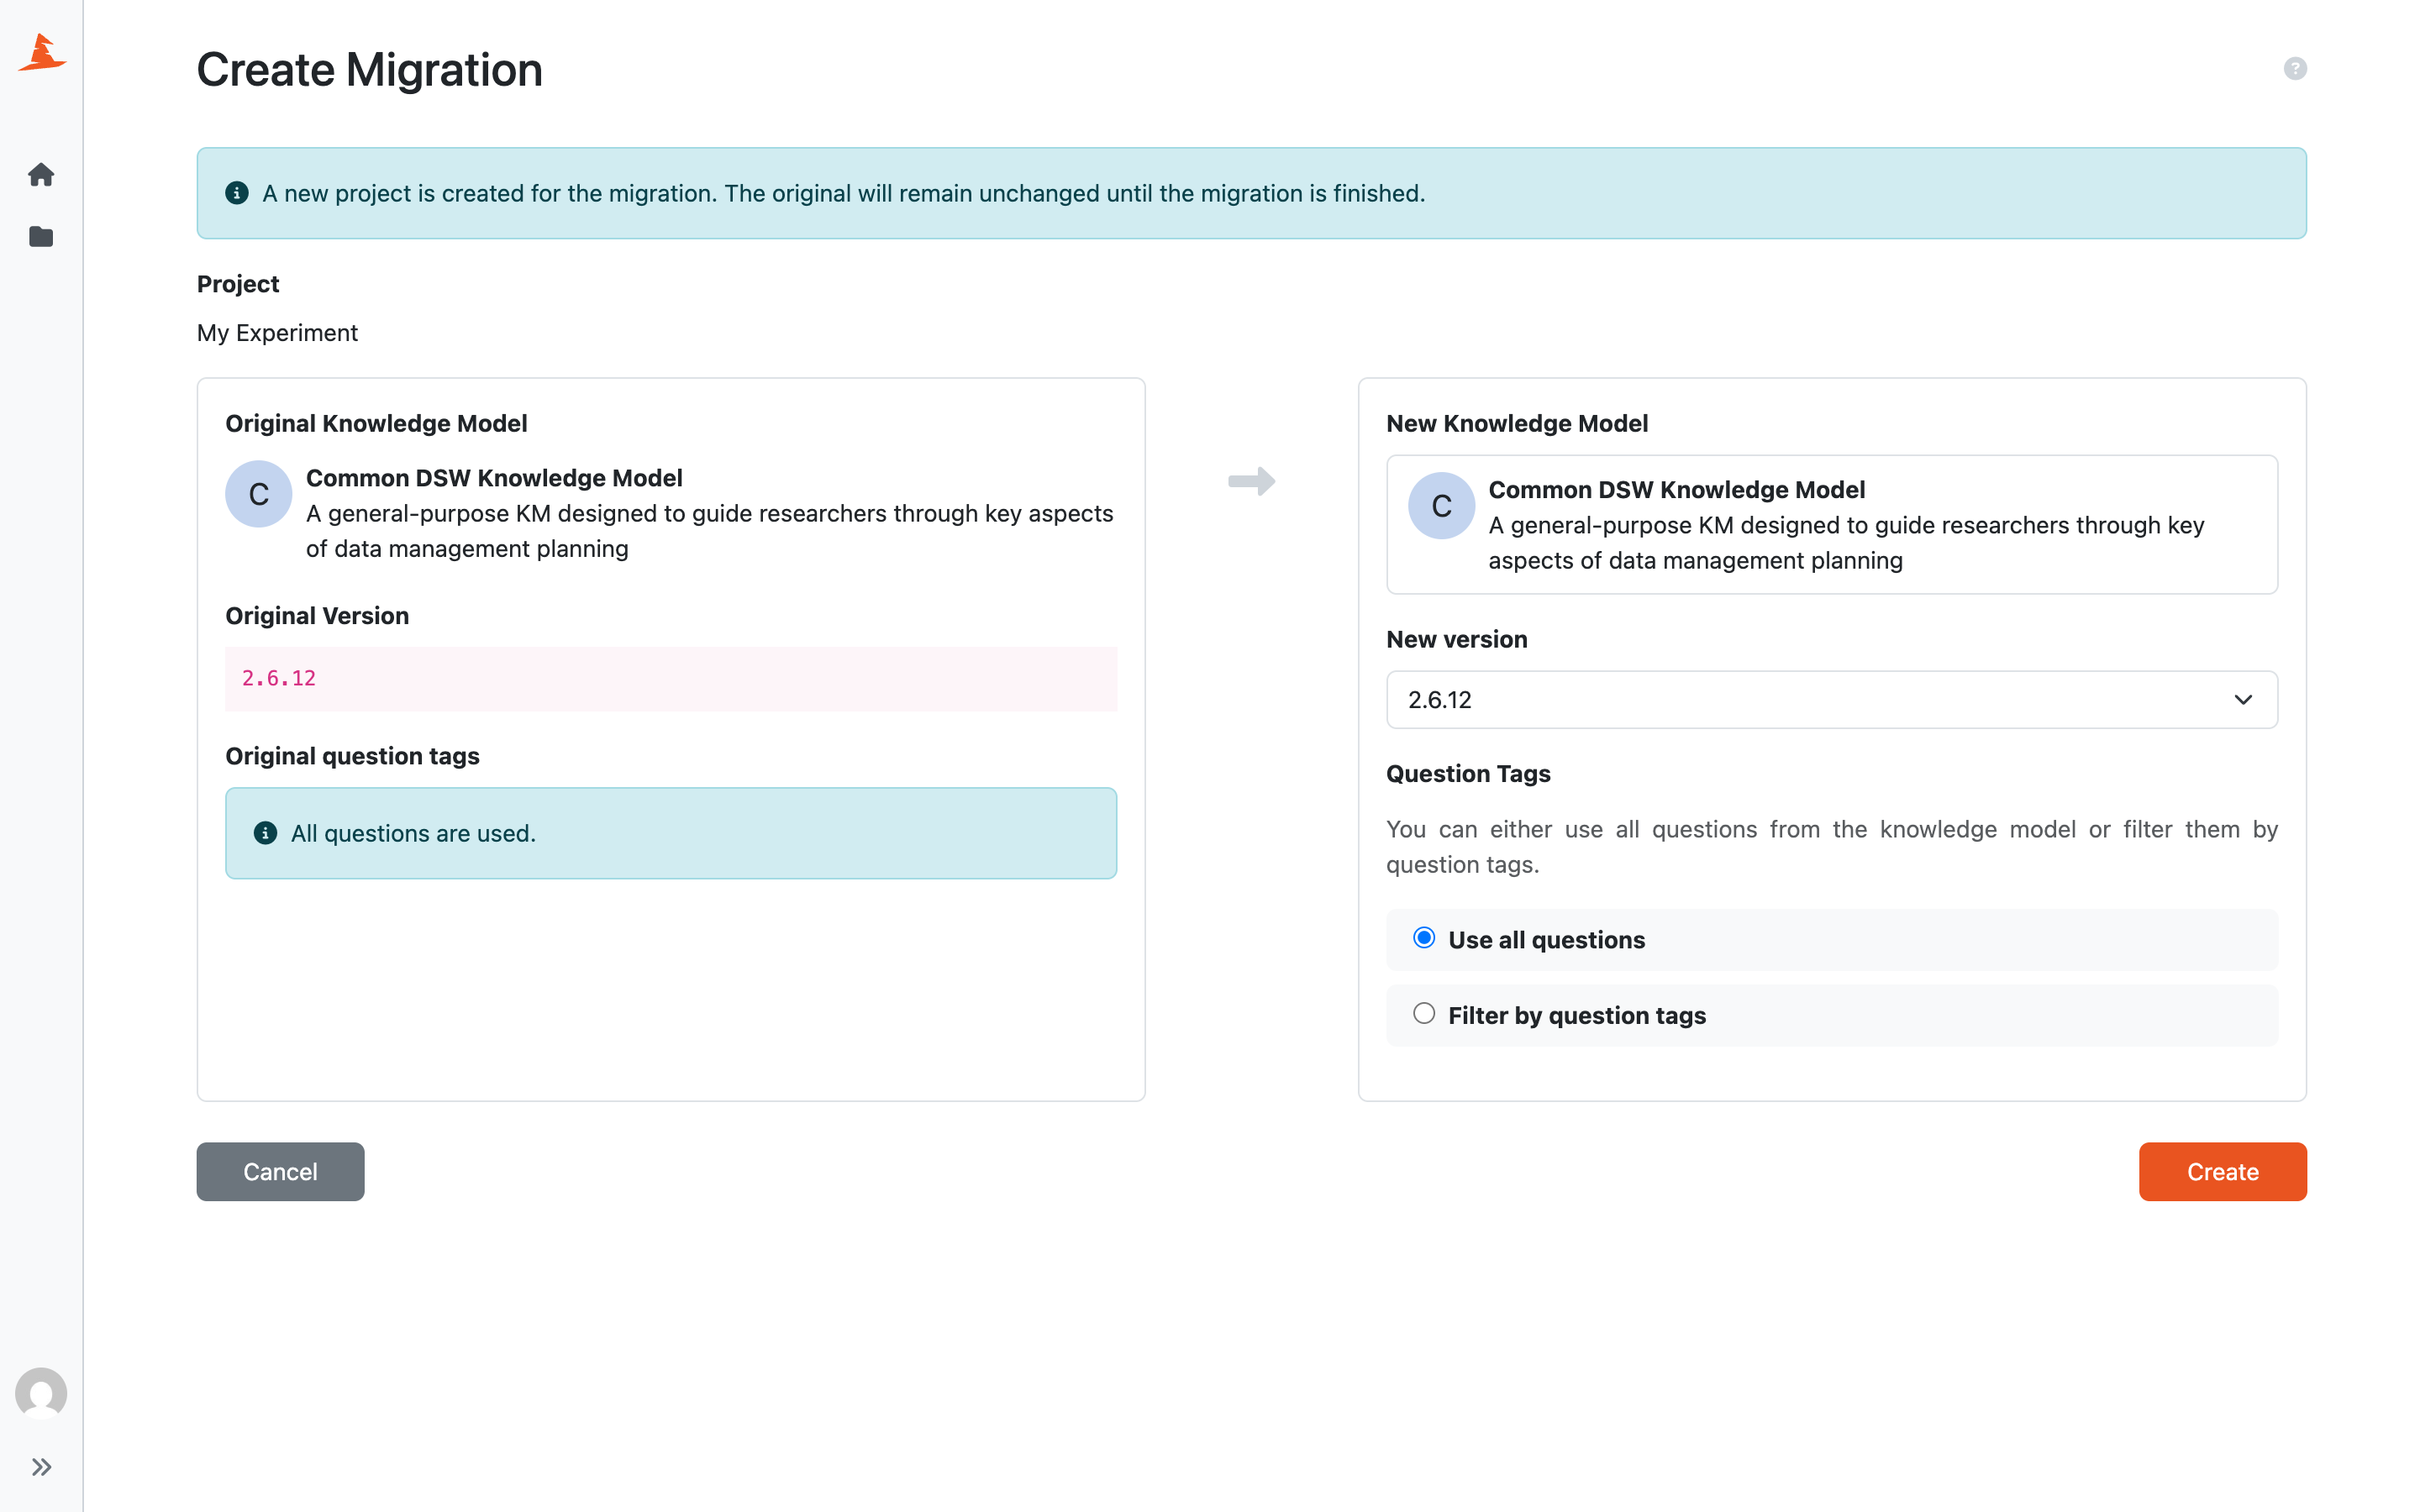 Create Migration
?
A new project is created for the migration. The original will remain unchanged until the migration is finished.
Project
My Experiment
Original Knowledge Model
C
Common DSW Knowledge Model
A general-purpose KM designed to guide researchers through key aspects
of data management planning
Original Version
2.6.12
Original question tags
All questions are used.
New Knowledge Model
C
Common DSW Knowledge Model
A general-purpose KM designed to guide researchers through key
aspects of data management planning
New version
2.6.12
Question Tags
You can either use all questions from the knowledge model or filter them by
question tags.
Use all questions
Filter by question tags
Cancel
Create